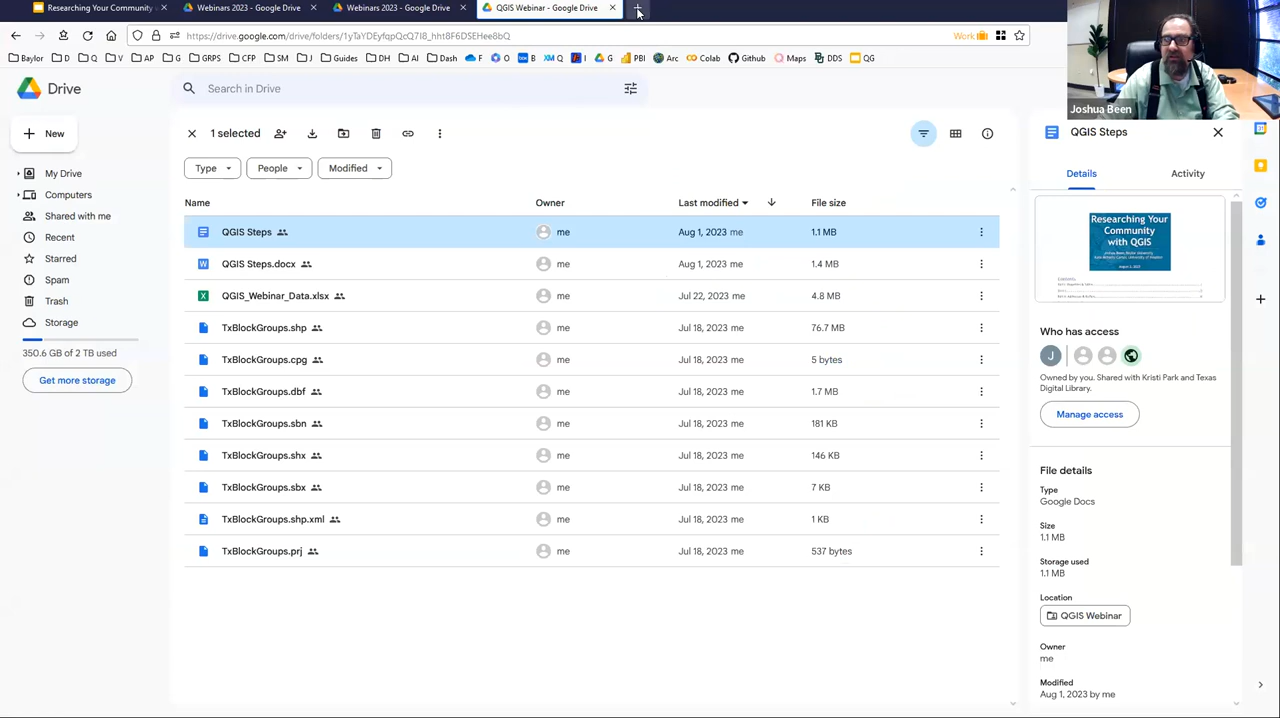 Researching Your Community
Webinars 2023 - Google Drive
Webinars 2023 - Google Drive
QGIS Webinar - Google Drive
https://drive.google.com/drive/folders/1yTaYDEyfqpQcQ7I8_hht8F6DSEHee8bQ
Work
Baylor D Q V AP G GRPS CFP SM J Guides DH AI Dash F O B XM Q I G PBI Arc Colab Github Maps DDS QG
Joshua Been
Drive
Search in Drive
New
1 selected
QGIS Steps
Type People Modified
Details Activity
My Drive
Computers
Shared with me
Recent
Starred
Spam
Trash
Storage
350.6 GB of 2 TB used
Get more storage
Name Owner Last modified File size
QGIS Steps me Aug 1, 2023 me 1.1 MB
QGIS Steps.docx me Aug 1, 2023 me 1.4 MB
QGIS_Webinar_Data.xlsx me Jul 22, 2023 me 4.8 MB
TxBlockGroups.shp me Jul 18, 2023 me 76.7 MB
TxBlockGroups.cpg me Jul 18, 2023 me 5 bytes
TxBlockGroups.dbf me Jul 18, 2023 me 1.7 MB
TxBlockGroups.sbn me Jul 18, 2023 me 181 KB
TxBlockGroups.shx me Jul 18, 2023 me 146 KB
TxBlockGroups.sbx me Jul 18, 2023 me 7 KB
TxBlockGroups.shp.xml me Jul 18, 2023 me 1 KB
TxBlockGroups.prj me Jul 18, 2023 me 537 bytes
Researching Your
Community
with QGIS
Who has access
J
Owned by you. Shared with Kristi Park and Texas
Digital Library.
Manage access
File details
Type
Google Docs
Size
1.1 MB
Storage used
1.1 MB
Location
QGIS Webinar
Owner
me
Modified
Aug 1, 2023 by me